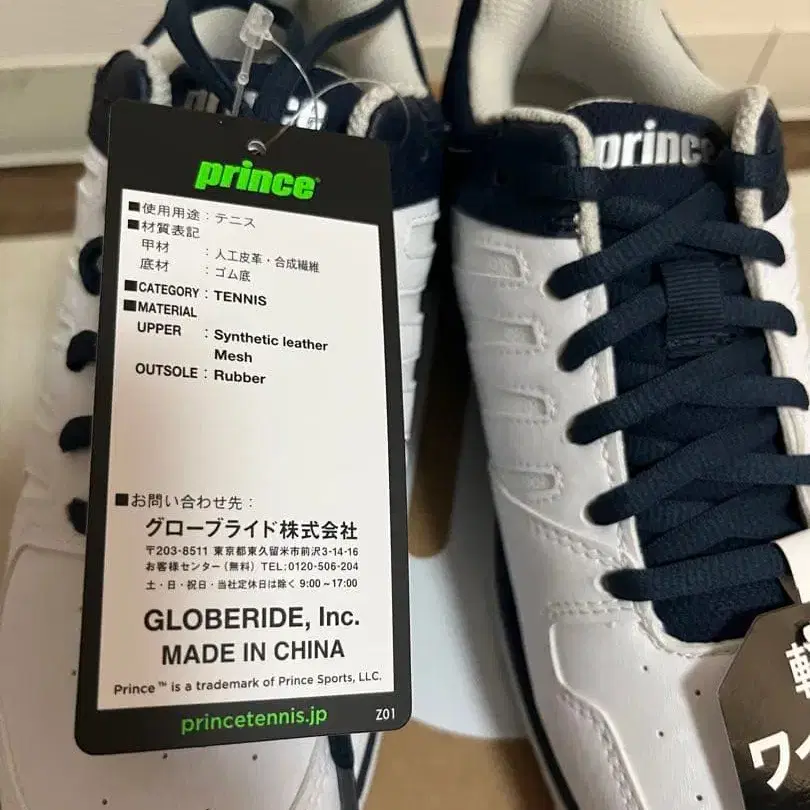 prince
prince
prince
■使用用途：テニス
■材質表記
甲材 ：人工皮革・合成繊維
底材 ：ゴム底
■CATEGORY：TENNIS
■MATERIAL
UPPER ：Synthetic leather
Mesh
OUTSOLE：Rubber
■お問い合わせ先：
グローブライド株式会社
〒203-8511 東京都東久留米市前沢3-14-16
お客様センター（無料）TEL:0120-506-204
土・日・祝日・当社定休日は除く 9:00～17:00
GLOBERIDE, Inc.
MADE IN CHINA
Prince™ is a trademark of Prince Sports, LLC.
princetennis.jp
Z01
ワイ